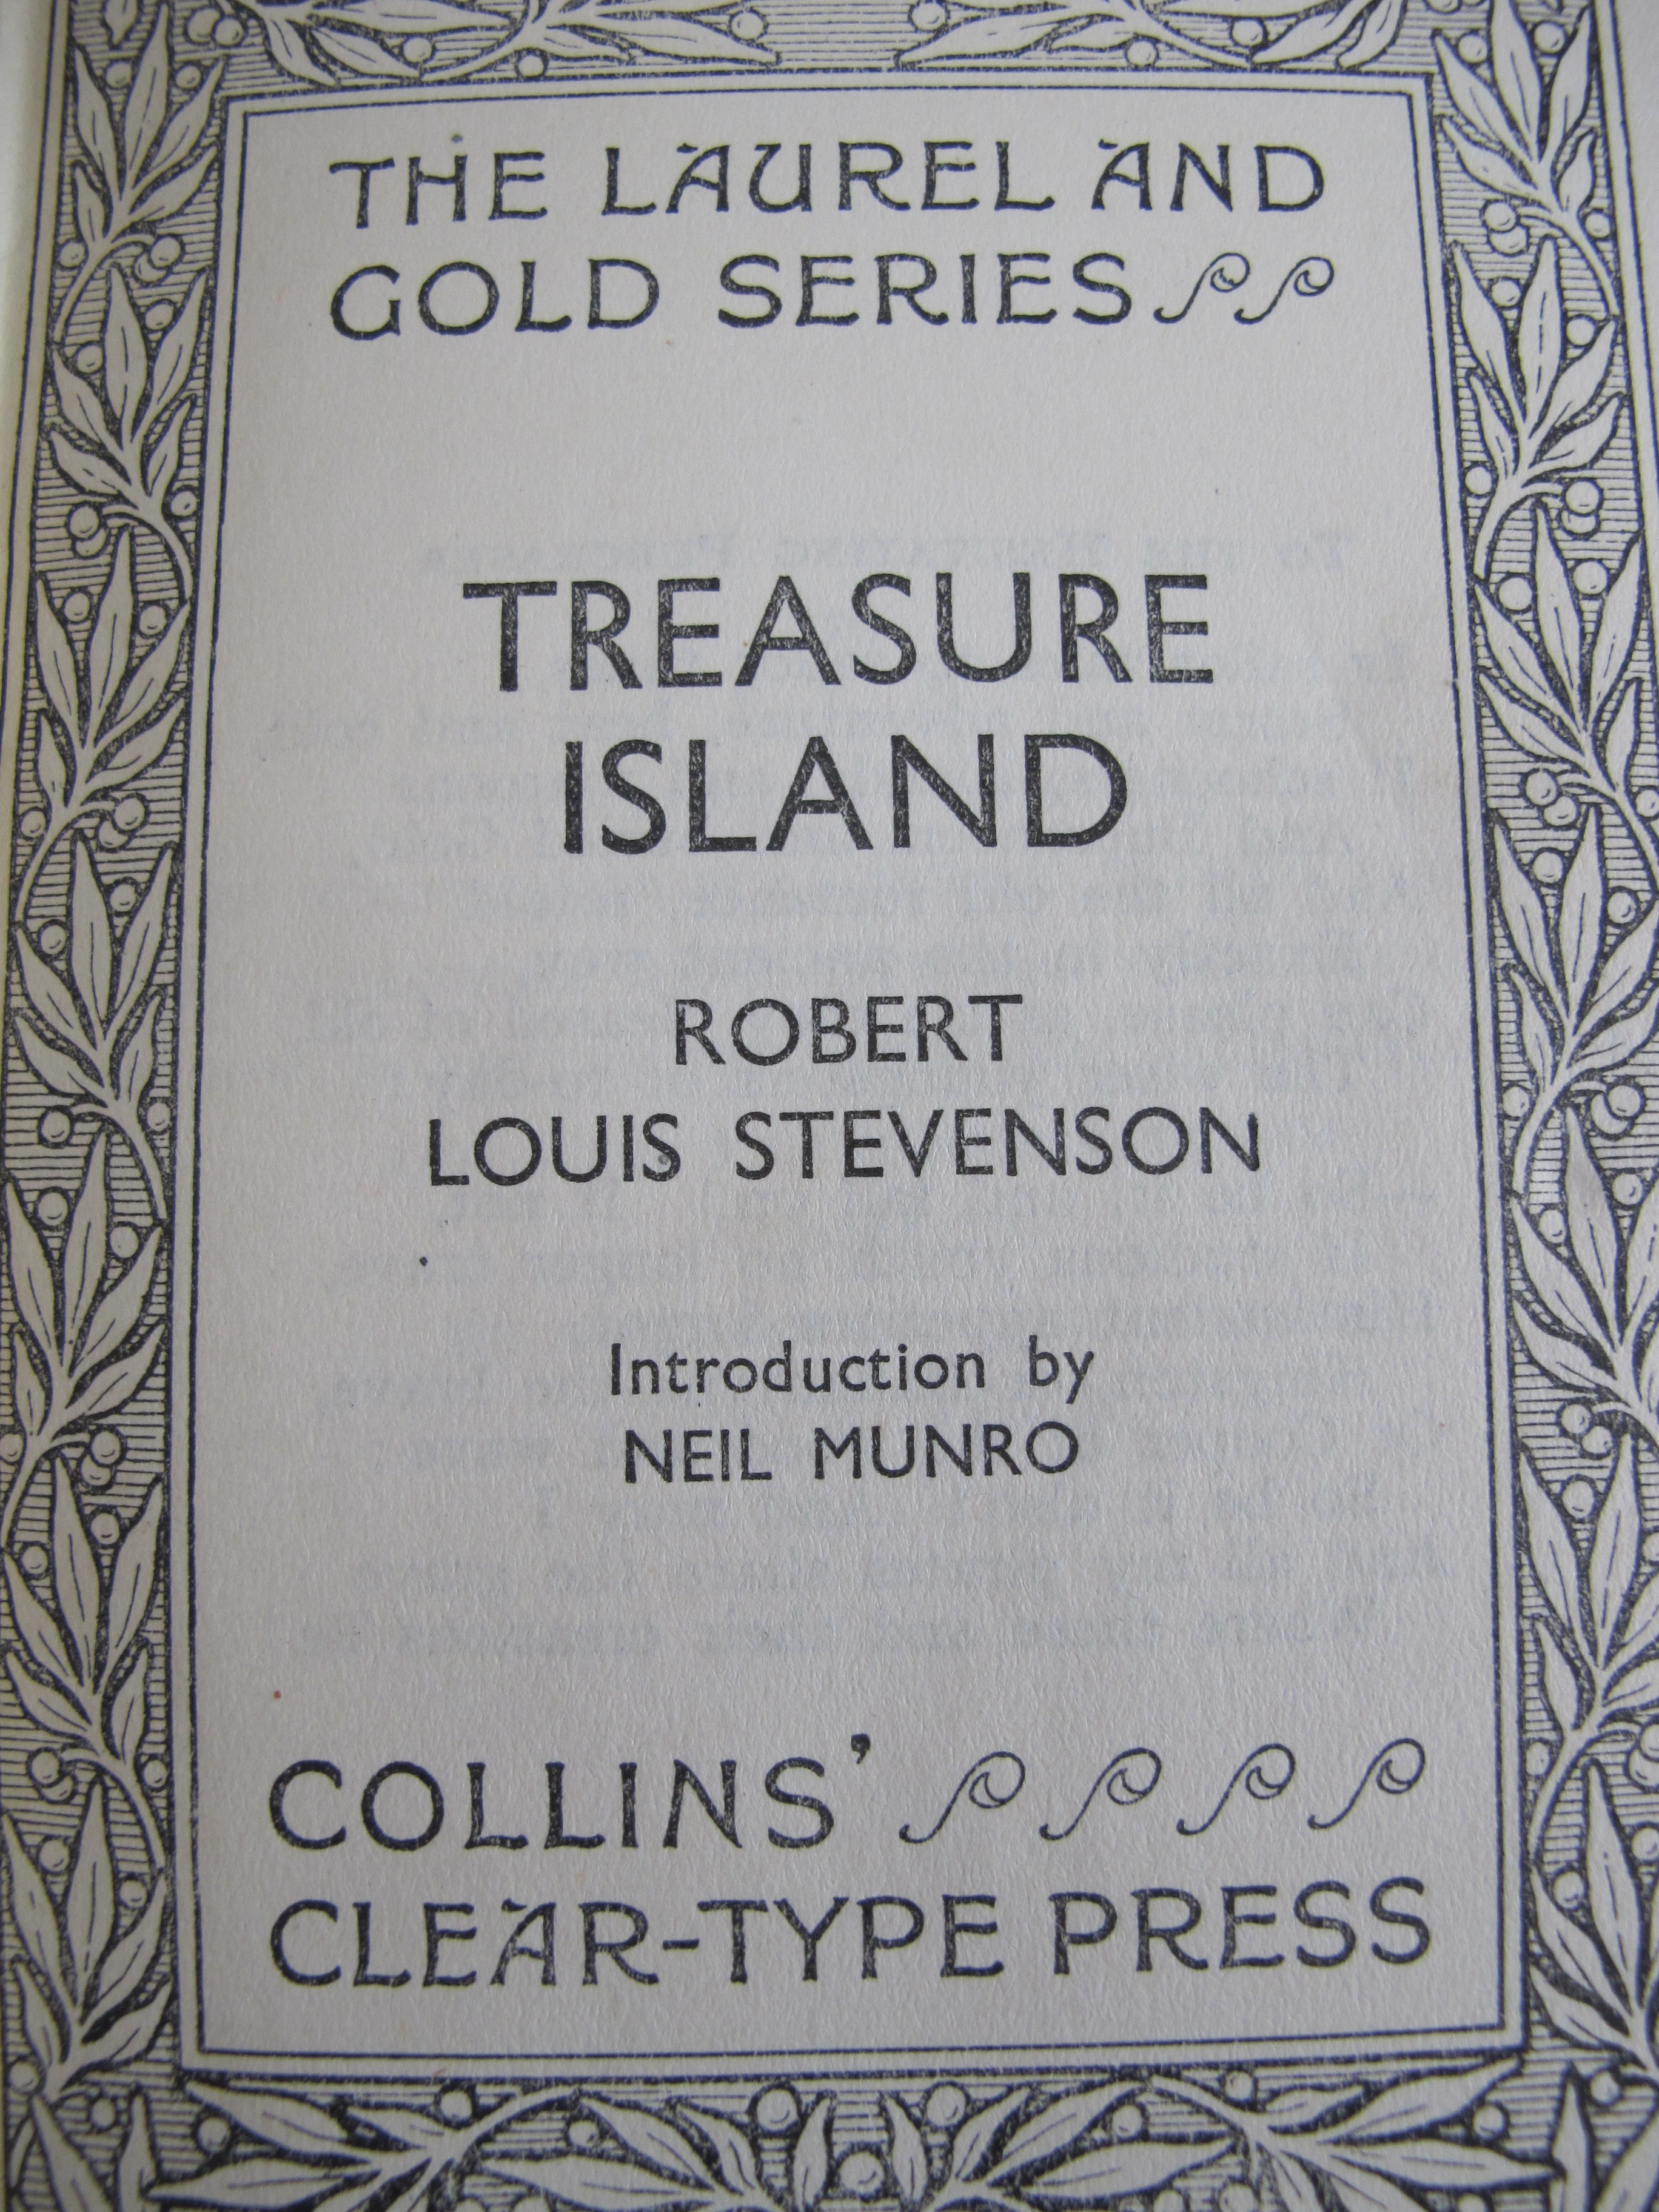 THE LAUREL AND
GOLD SERIES
TREASURE
ISLAND
ROBERT
LOUIS STEVENSON
Introduction by
NEIL MUNRO
COLLINS'
CLEAR-TYPE PRESS